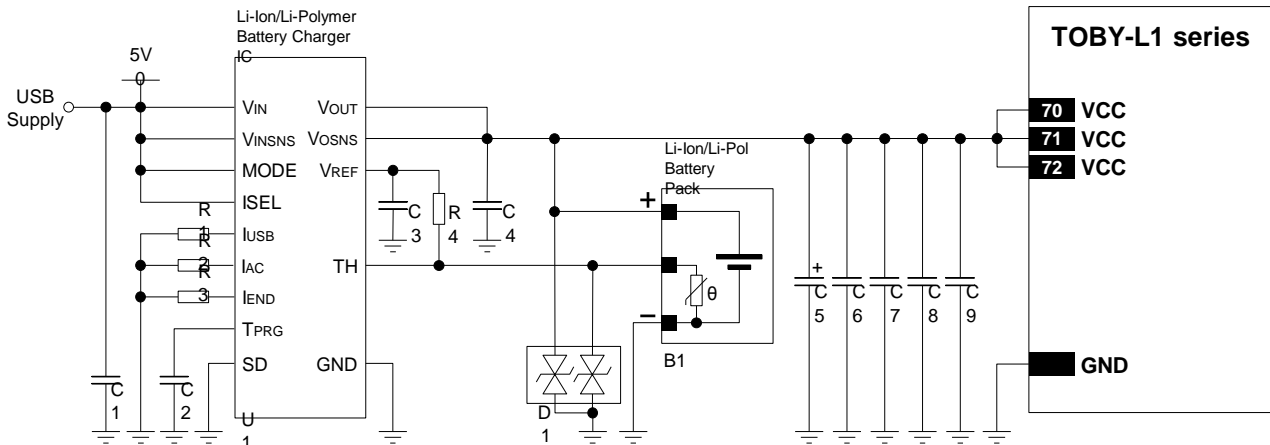 Li-Ion/Li-Polymer
Battery Charger
IC
5V
0
USB
Supply
VIN
VINSNS
MODE
ISEL
IUSB
IAC
IEND
TPRG
SD
VOUT
VOSNS
VREF
TH
GND
R
1
R
2
R
3
C
1
C
2
U
1
C
3
R
4
C
4
Li-Ion/Li-Pol
Battery
Pack
+
−
θ
B1
D
1
+
C
5
C
6
C
7
C
8
C
9
TOBY-L1 series
70 VCC
71 VCC
72 VCC
GND